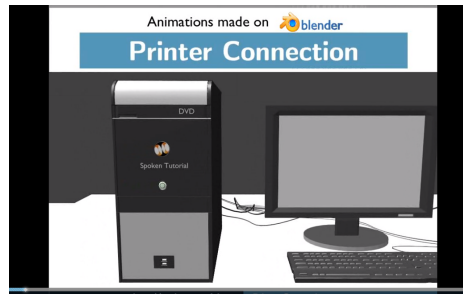 Animations made on blender
Printer Connection
DVD
Spoken Tutorial